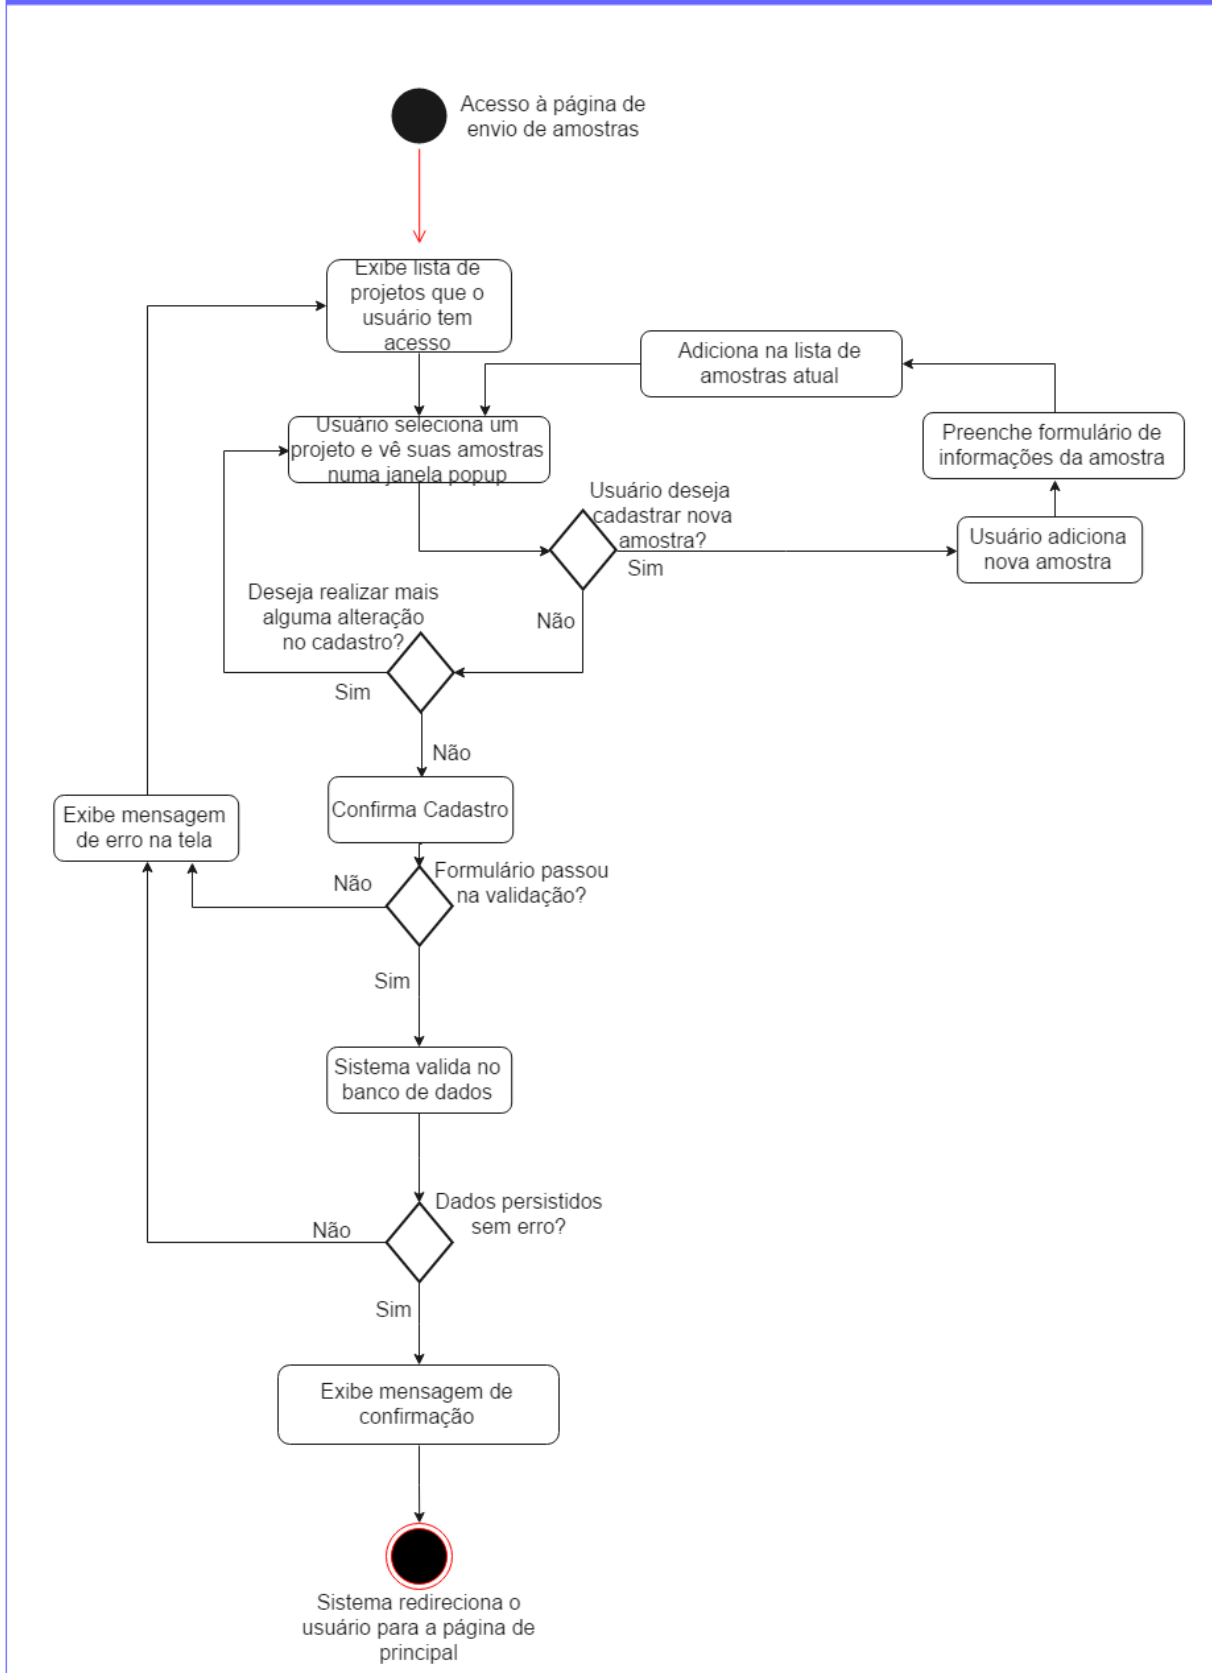 Acesso à página de
envio de amostras
Exibe lista de
projetos que o
usuário tem
acesso
Adiciona na lista de
amostras atual
Usuário seleciona um
projeto e vê suas amostras
numa janela popup
Preenche formulário de
informações da amostra
Usuário deseja
cadastrar nova
amostra?
Sim
Usuário adiciona
nova amostra
Não
Deseja realizar mais
alguma alteração
no cadastro?
Sim
Não
Confirma Cadastro
Exibe mensagem
de erro na tela
Formulário passou
na validação?
Não
Sim
Sistema valida no
banco de dados
Dados persistidos
sem erro?
Não
Sim
Exibe mensagem de
confirmação
Sistema redireciona o
usuário para a página de
principal